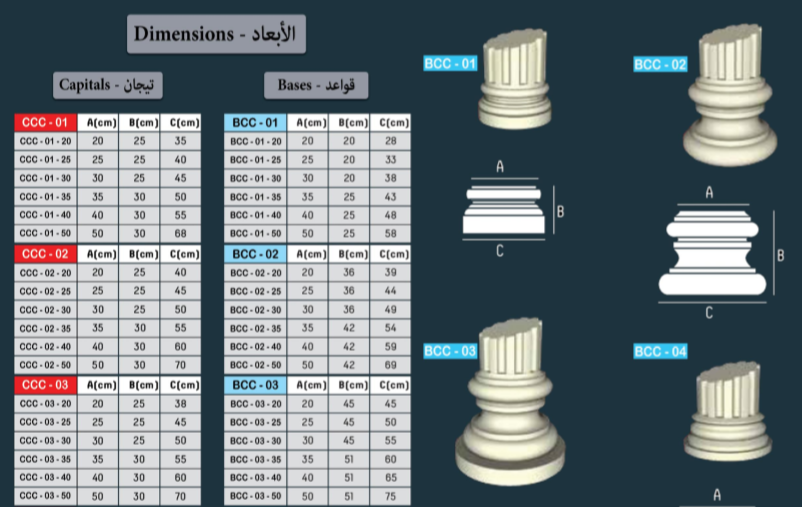 Dimensions - الأبعاد
Capitals - تيجان
CCC - 01 A(cm) B(cm) C(cm)
CCC - 01 - 20 20 25 35
CCC - 01 - 25 25 25 40
CCC - 01 - 30 30 25 45
CCC - 01 - 35 35 30 50
CCC - 01 - 40 40 30 55
CCC - 01 - 50 50 30 68
CCC - 02 A(cm) B(cm) C(cm)
CCC - 02 - 20 20 25 40
CCC - 02 - 25 25 25 45
CCC - 02 - 30 30 25 50
CCC - 02 - 35 35 30 55
CCC - 02 - 40 40 30 60
CCC - 02 - 50 50 30 70
CCC - 03 A(cm) B(cm) C(cm)
CCC - 03 - 20 20 25 38
CCC - 03 - 25 25 25 45
CCC - 03 - 30 30 25 50
CCC - 03 - 35 35 30 55
CCC - 03 - 40 40 30 60
CCC - 03 - 50 50 30 70
Bases - قواعد
BCC - 01 A(cm) B(cm) C(cm)
BCC - 01 - 20 20 20 28
BCC - 01 - 25 25 20 33
BCC - 01 - 30 30 20 38
BCC - 01 - 35 35 25 43
BCC - 01 - 40 40 25 48
BCC - 01 - 50 50 25 58
BCC - 02 A(cm) B(cm) C(cm)
BCC - 02 - 20 20 36 39
BCC - 02 - 25 25 36 44
BCC - 02 - 30 30 36 49
BCC - 02 - 35 35 42 54
BCC - 02 - 40 40 42 59
BCC - 02 - 50 50 42 69
BCC - 03 A(cm) B(cm) C(cm)
BCC - 03 - 20 20 45 45
BCC - 03 - 25 25 45 50
BCC - 03 - 30 30 45 55
BCC - 03 - 35 35 51 60
BCC - 03 - 40 40 51 65
BCC - 03 - 50 50 51 75
BCC - 01
A
B
C
BCC - 02
A
B
C
BCC - 03
BCC - 04
A